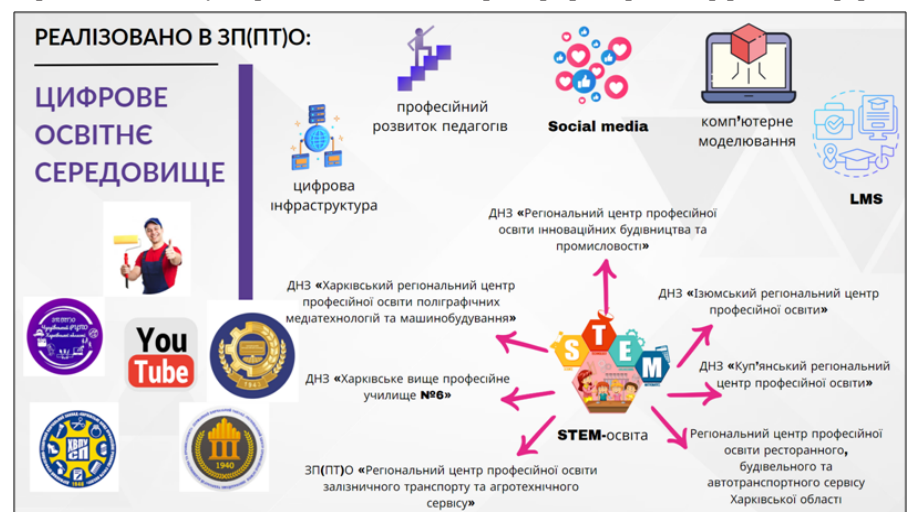 РЕАЛІЗОВАНО В ЗП(ПТ)О:
ЦИФРОВЕ
ОСВІТНЄ
СЕРЕДОВИЩЕ
цифрова
інфраструктура
професійний
розвиток педагогів
Social media
комп'ютерне
моделювання
LMS
ДНЗ «Регіональний центр професійної
освіти інноваційних будівництва та
промисловості»
ДНЗ «Харківський регіональний центр
професійної освіти поліграфічних
медіатехнологій та машинобудування»
ДНЗ «Ізюмський регіональний центр
професійної освіти»
ДНЗ «Харківське вище професійне
училище №6»
ДНЗ «Куп'янський регіональний
центр професійної освіти»
STEM
STEM-освіта
ЗП(ПТ)О «Регіональний центр професійної освіти
залізничного транспорту та агротехнічного
сервісу»
Регіональний центр професійної
освіти ресторанного,
будівельного та
автотранспортного сервісу
Харківської області
You
Tube
1943
1940